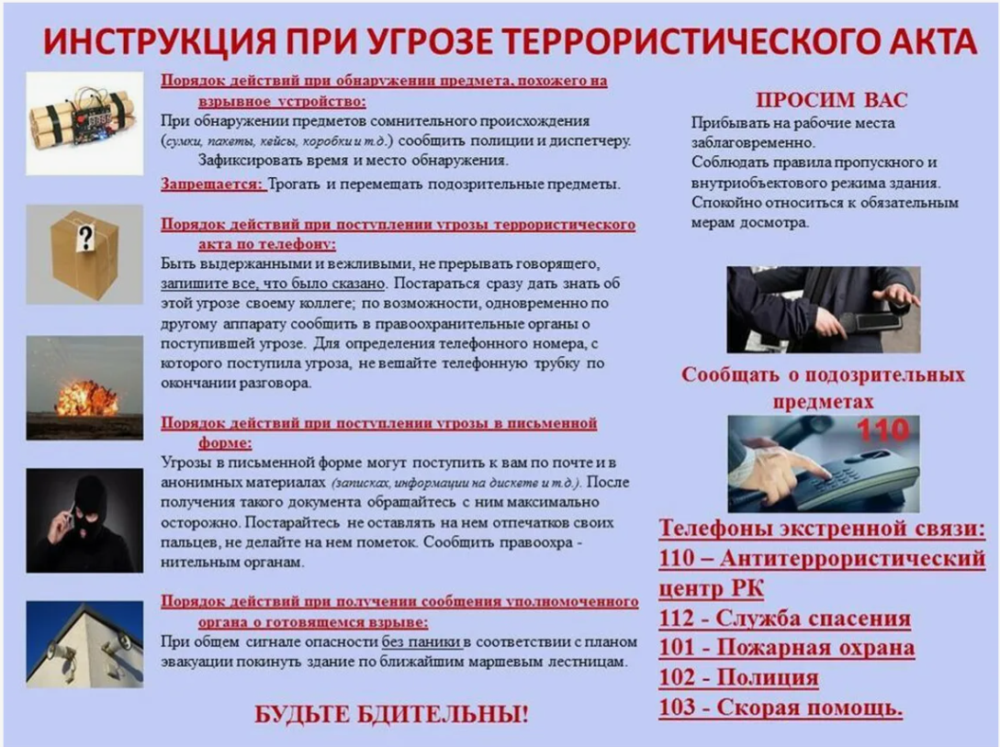 ИНСТРУКЦИЯ ПРИ УГРОЗЕ ТЕРРОРИСТИЧЕСКОГО АКТА
Порядок действий при обнаружении предмета, похожего на
взрывное устройство:
При обнаружении предметов сомнительного происхождения
(сумки, пакеты, кейсы, коробки и т.д.) сообщить полиции и диспетчеру.
Зафиксировать время и место обнаружения.
Запрещается: Трогать и перемещать подозрительные предметы.
?
Порядок действий при поступлении угрозы террористического
акта по телефону:
Быть выдержанными и вежливыми, не прерывать говорящего,
запишите все, что было сказано. Постараться сразу дать знать об
этой угрозе своему коллеге; по возможности, одновременно по
другому аппарату сообщить в правоохранительные органы о
поступившей угрозе. Для определения телефонного номера, с
которого поступила угроза, не вешайте телефонную трубку по
окончании разговора.
Порядок действий при поступлении угрозы в письменной
форме:
Угрозы в письменной форме могут поступить к вам по почте и в
анонимных материалах (записках, информации на дискете и т.д.). После
получения такого документа обращайтесь с ним максимально
осторожно. Постарайтесь не оставлять на нем отпечатков своих
пальцев, не делайте на нем пометок. Сообщить правоохра -
нительным органам.
Порядок действий при получении сообщения уполномоченного
органа о готовящемся взрыве:
При общем сигнале опасности без паники в соответствии с планом
эвакуации покинуть здание по ближайшим маршевым лестницам.
БУДЬТЕ БДИТЕЛЬНЫ!
ПРОСИМ ВАС
Прибывать на рабочие места
заблаговременно.
Соблюдать правила пропускного и
внутриобъектового режима здания.
Спокойно относиться к обязательным
мерам досмотра.
Сообщать о подозрительных
предметах
110
Телефоны экстренной связи:
110 – Антитеррористический
центр РК
112 - Служба спасения
101 - Пожарная охрана
102 - Полиция
103 - Скорая помощь.